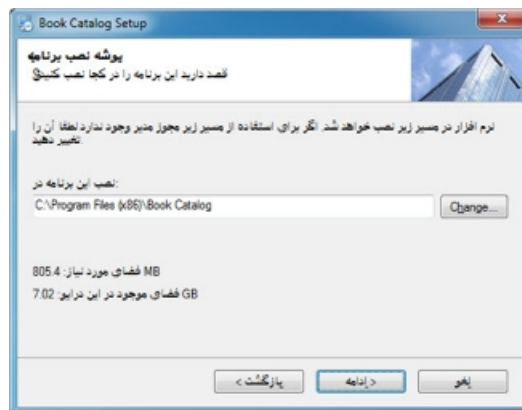 Book Catalog Setup
پوشه نصب برنامه
قصد دارید این برنامه را در کجا نصب کنید؟
نرم افزار در مسیر زیر نصب خواهد شد. اگر برای استفاده از مسیر زیر مجوز مدیر وجود ندارد لطفا آن را
تغییر دهید
نصب این برنامه در:
C:\Program Files (x86)\Book Catalog
Change...
فضای مورد نیاز: 805.4 MB
فضای موجود در این درایو: 7.02 GB
بازگشت >
< ادامه
لغو